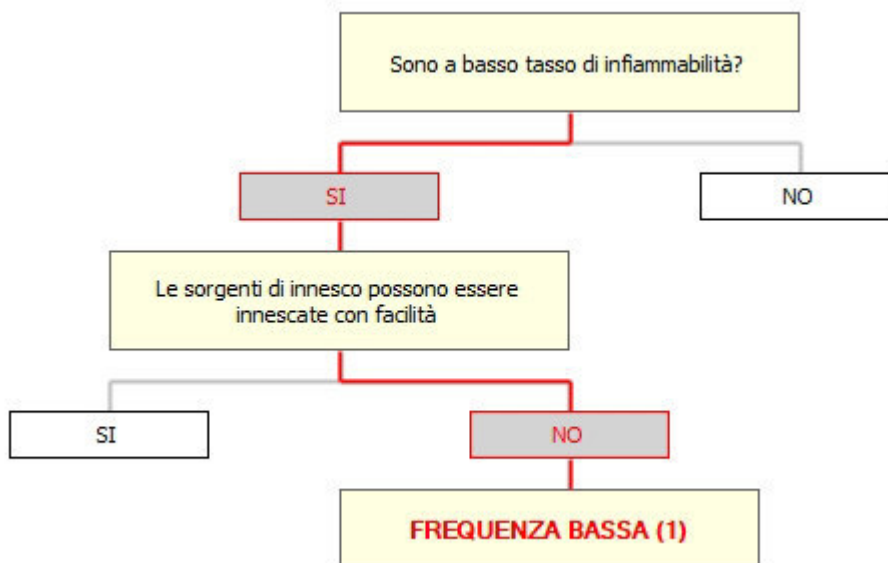 Sono a basso tasso di infiammabilità?
SI
NO
Le sorgenti di innesco possono essere
innescate con facilità
SI
NO
FREQUENZA BASSA (1)